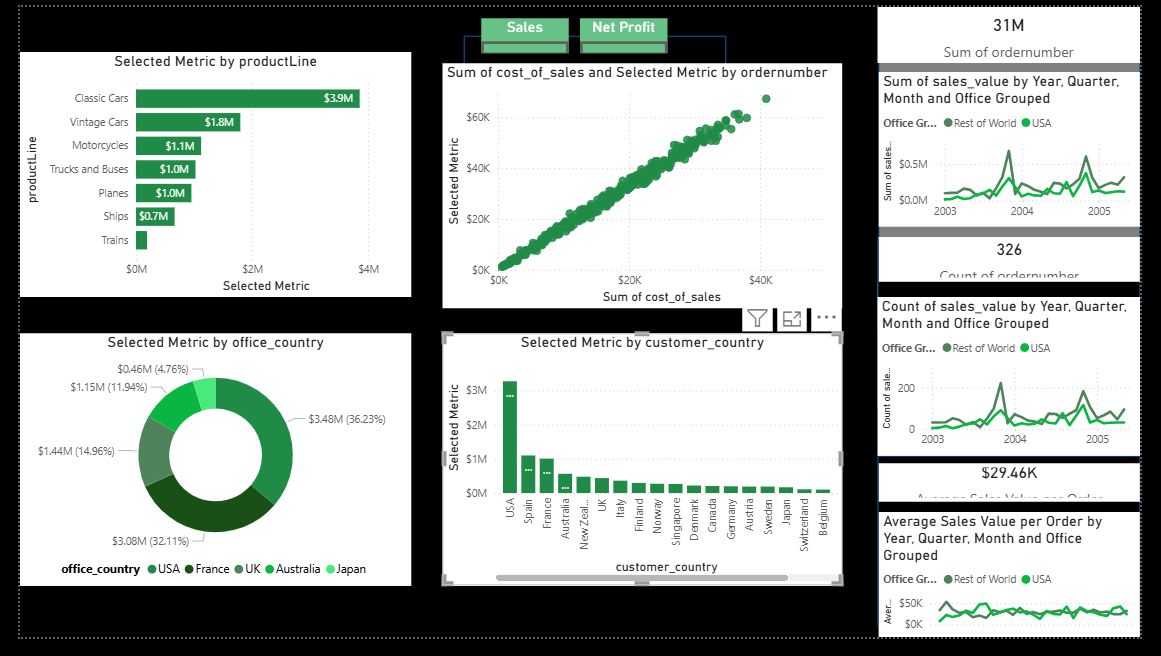 Sales
Net Profit
31M
Sum of ordernumber
Selected Metric by productLine
productLine
Classic Cars
$3.9M
Vintage Cars
$1.8M
Motorcycles
$1.1M
Trucks and Buses
$1.0M
Planes
$1.0M
Ships
$0.7M
Trains
$0M
$2M
$4M
Selected Metric
Sum of cost_of_sales and Selected Metric by ordernumber
Selected Metric
$60K
$40K
$20K
$0K
$0K
$20K
$40K
Sum of cost_of_sales
Sum of sales_value by Year, Quarter,
Month and Office Grouped
Office Gr... Rest of World USA
Sum of sales...
$0.5M
$0.0M
2003
2004
2005
326
Count of ordernumber
Count of sales_value by Year, Quarter,
Month and Office Grouped
Office Gr... Rest of World USA
Count of sale...
200
0
2003
2004
2005
Selected Metric by office_country
$0.46M (4.76%)
$1.15M (11.94%)
$1.44M (14.96%)
$3.48M (36.23%)
$3.08M (32.11%)
office_country USA France UK Australia Japan
Selected Metric by customer_country
Selected Metric
$3M
$2M
$1M
$0M
...
...
...
...
USA
Spain
France
Australia
New Zeal...
UK
Italy
Finland
Norway
Singapore
Denmark
Canada
Germany
Austria
Sweden
Japan
Switzerland
Belgium
customer_country
$29.46K
Average Sales Value per Order
Average Sales Value per Order by
Year, Quarter, Month and Office
Grouped
Office Gr... Rest of World USA
Aver...
$50K
$0K